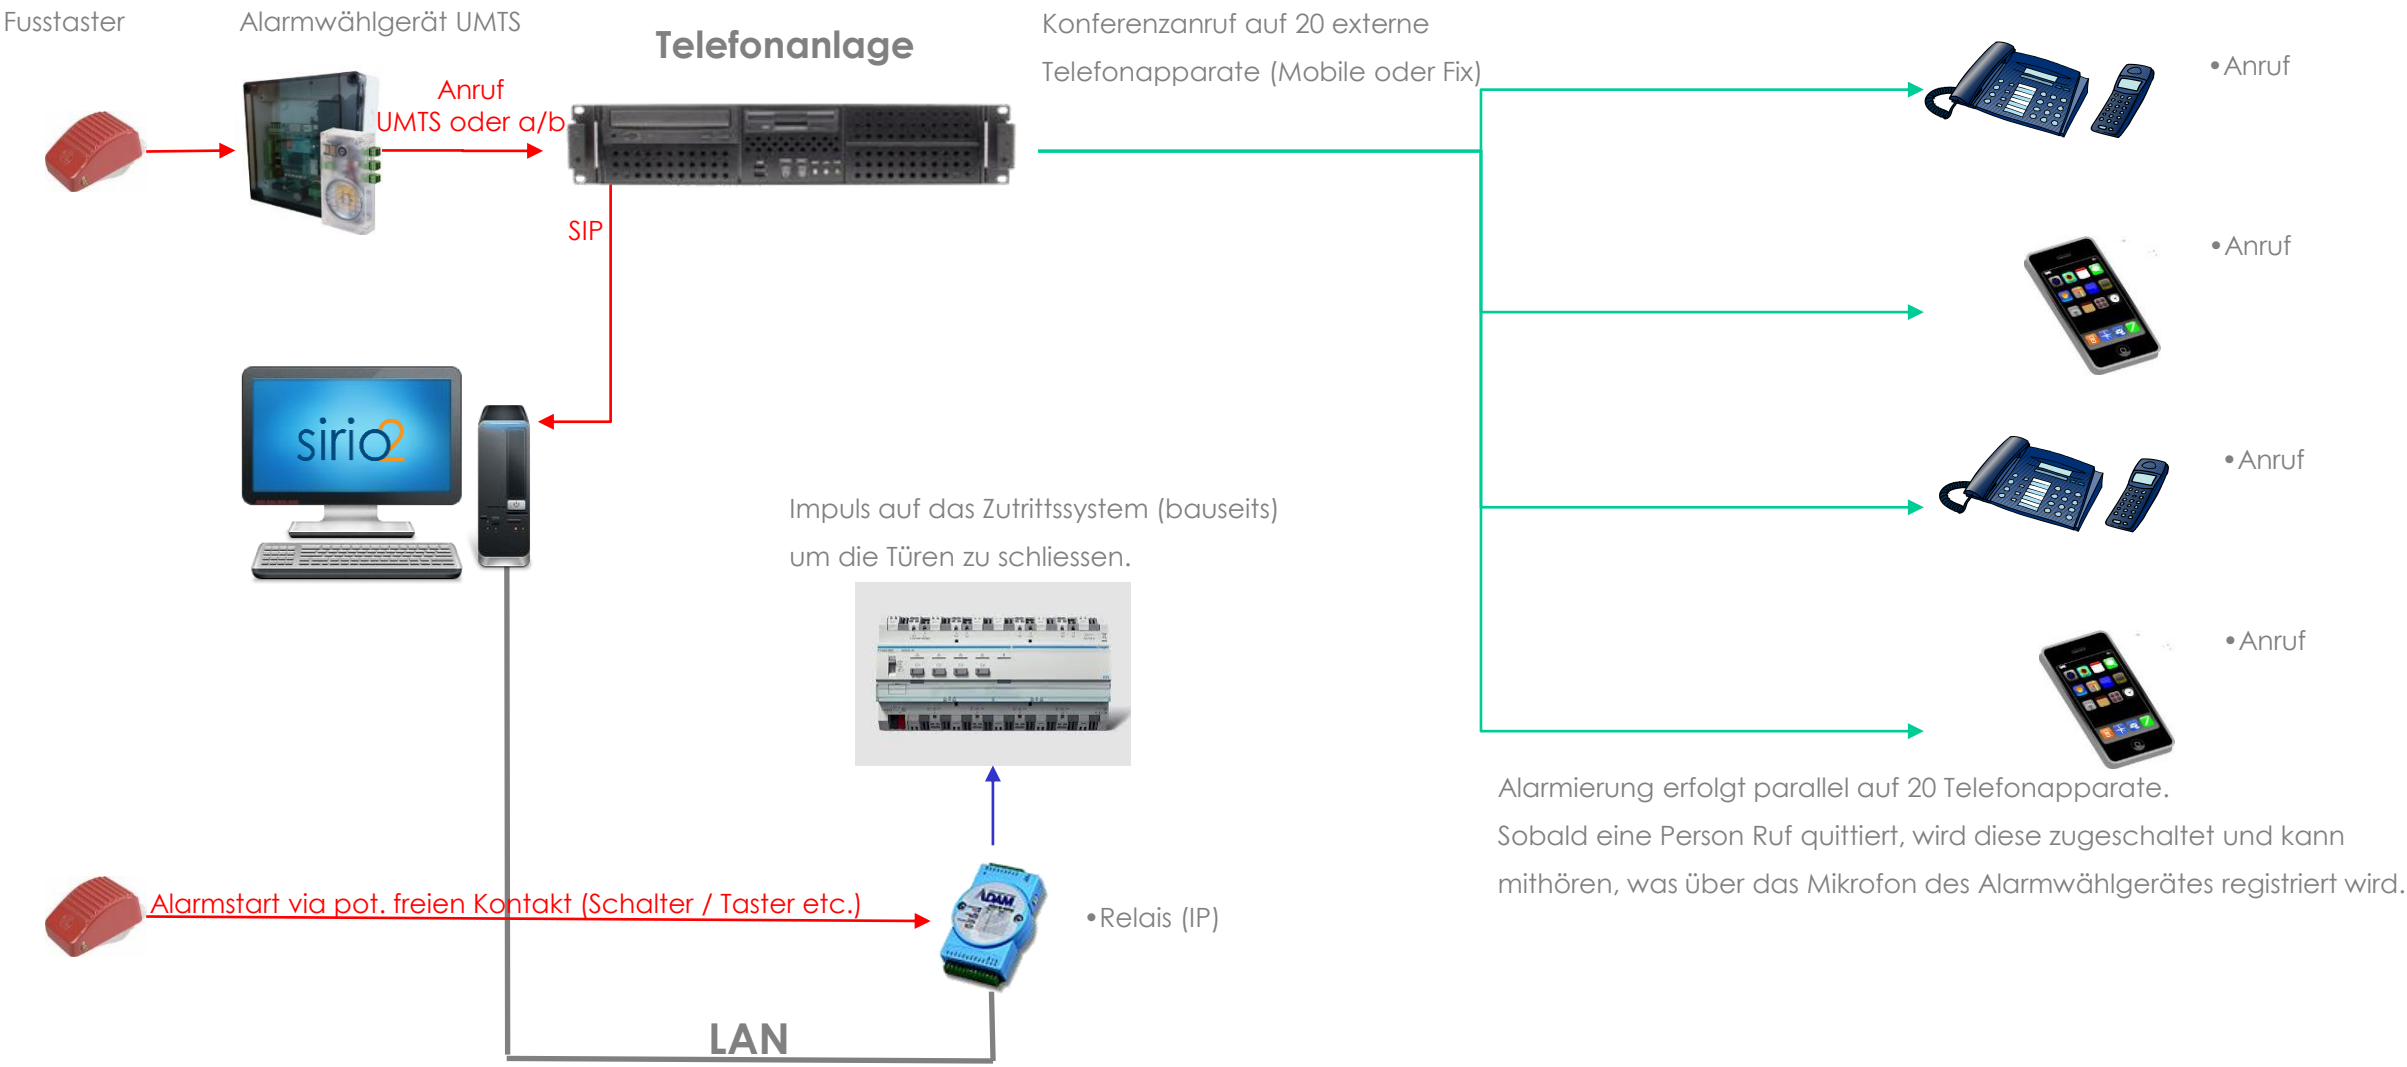 Fusstaster
Alarmwählgerät UMTS
Telefonanlage
Konferenzanruf auf 20 externe
Telefonapparate (Mobile oder Fix)
•Anruf
Anruf
UMTS oder a/b
SIP
•Anruf
sirio2
•Anruf
Impuls auf das Zutrittssystem (bauseits)
um die Türen zu schliessen.
•Anruf
Alarmierung erfolgt parallel auf 20 Telefonapparate.
Sobald eine Person Ruf quittiert, wird diese zugeschaltet und kann
mithören, was über das Mikrofon des Alarmwählgerätes registriert wird.
Alarmstart via pot. freien Kontakt (Schalter / Taster etc.)
ADAM
•Relais (IP)
LAN